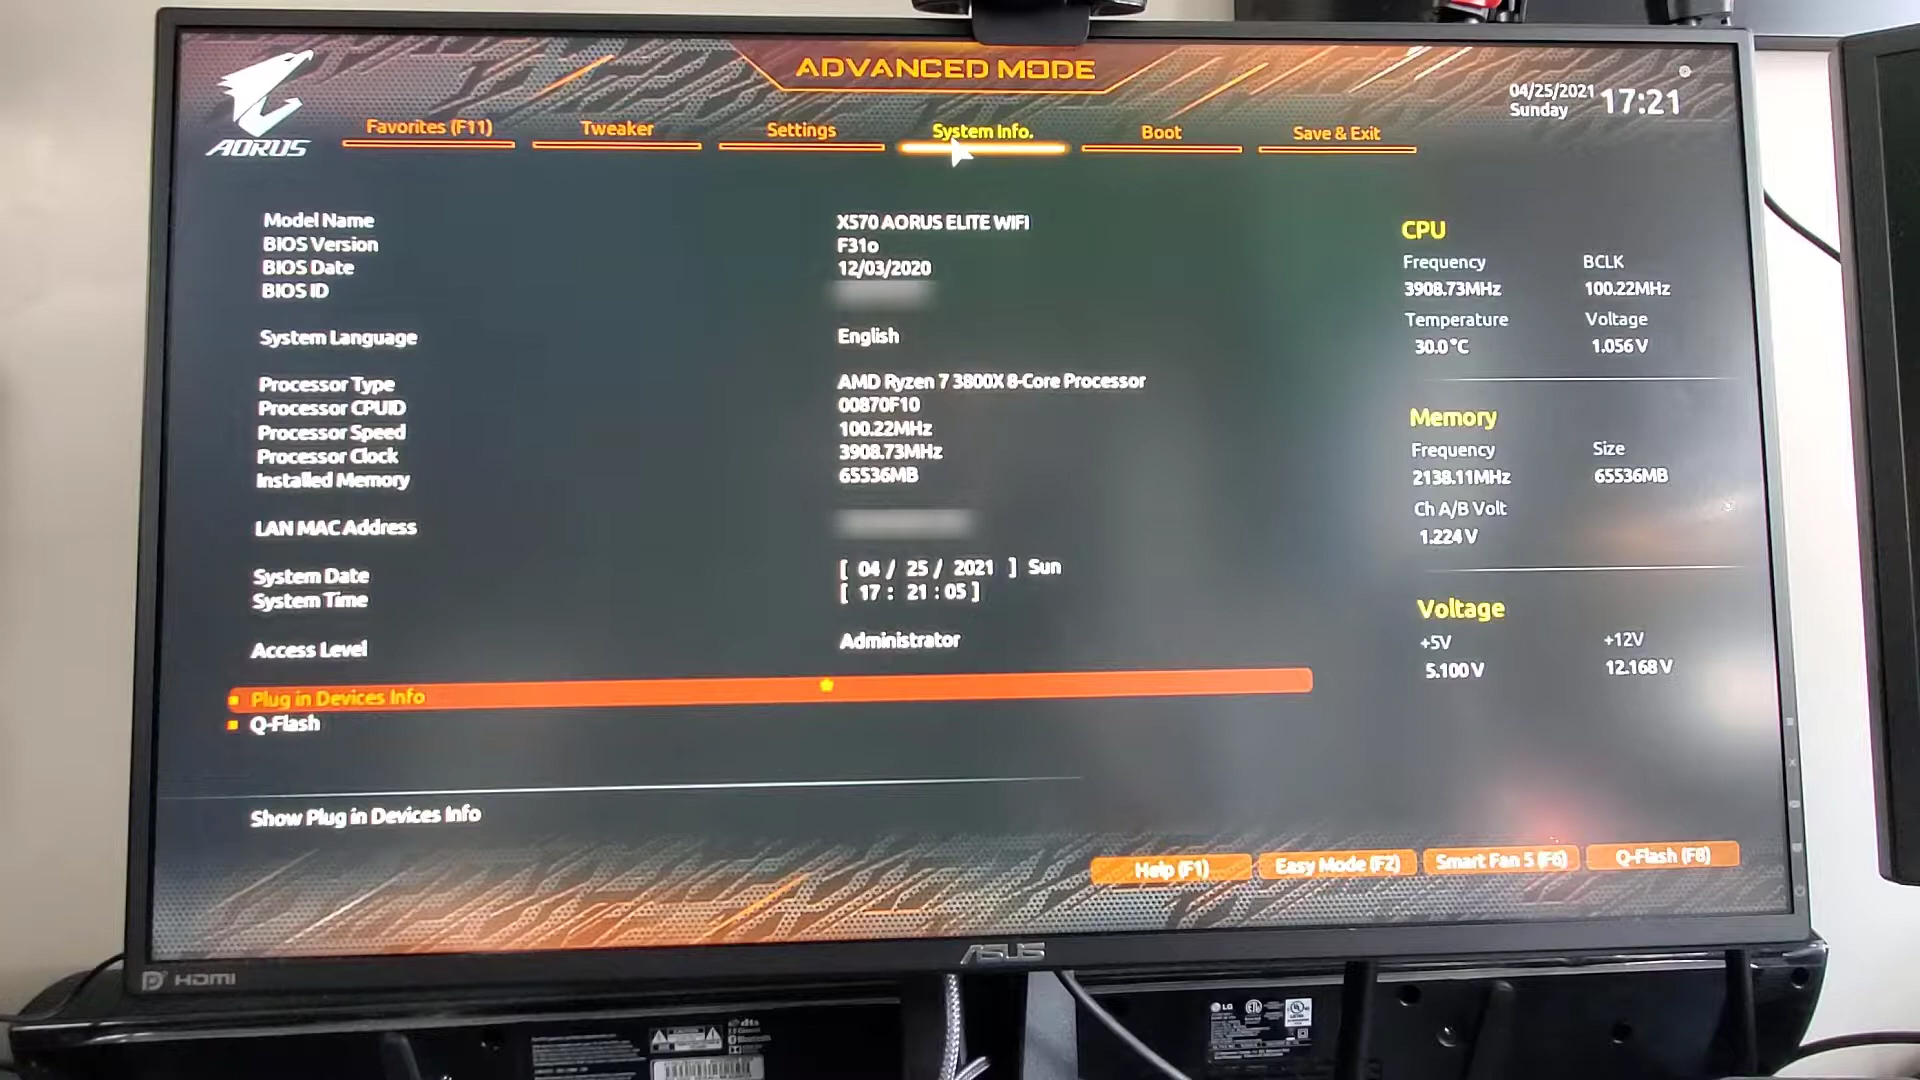 ADVANCED MODE
AORUS
04/25/2021
Sunday
17:21
Favorites (F11)
Tweaker
Settings
System Info.
Boot
Save & Exit
Model Name
X570 AORUS ELITE WIFI
BIOS Version
F31o
BIOS Date
12/03/2020
BIOS ID
System Language
English
Processor Type
AMD Ryzen 7 3800X 8-Core Processor
Processor CPUID
00870F10
Processor Speed
100.22MHz
Processor Clock
3908.73MHz
Installed Memory
65536MB
LAN MAC Address
System Date
[ 04 / 25 / 2021 ] Sun
System Time
[ 17 : 21 : 05 ]
Access Level
Administrator
Plug in Devices Info
Q-Flash
Show Plug in Devices Info
CPU
Frequency
BCLK
3908.73MHz
100.22MHz
Temperature
Voltage
30.0 °C
1.056 V
Memory
Frequency
Size
2138.11MHz
65536MB
Ch A/B Volt
1.224 V
Voltage
+5V
+12V
5.100 V
12.168 V
Help (F1)
Easy Mode (F2)
Smart Fan 5 (F6)
Q-Flash (F8)
ASUS
HDMI
LG
dts